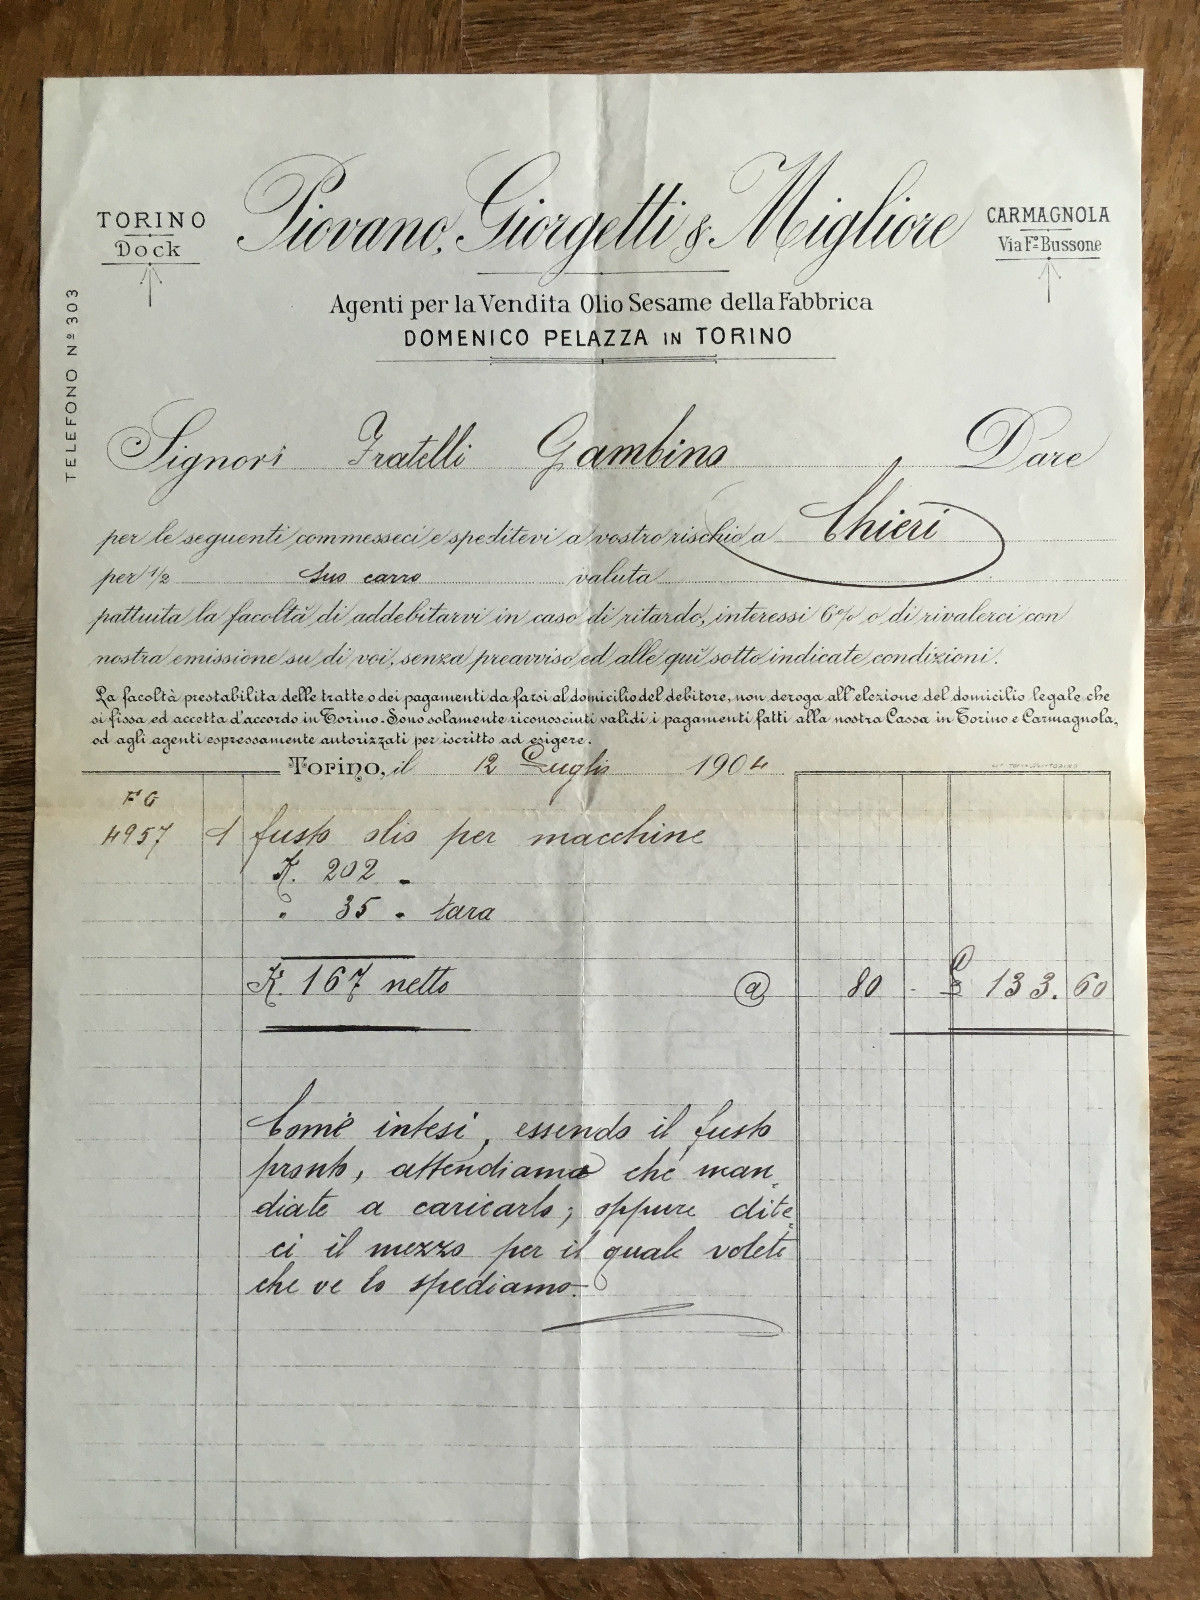 TORINO
Dock
Piovano, Giorgetti & Migliore
CARMAGNOLA
Via F.co Bussone
TELEFONO Nº 303
Agenti per la Vendita Olio Sesame della Fabbrica
DOMENICO PELAZZA IN TORINO
Signori Fratelli Gambino Dare
per le seguenti commesseci e speditevi a vostro rischio a Chieri
per ½ suo carro valuta
pattuita la facoltà di addebitarvi in caso di ritardo, interessi 6% o di rivalerci con
nostra emissione su di voi, senza preavviso ed alle qui sotto indicate condizioni.
La facoltà prestabilita delle tratte o dei pagamenti da farsi al domicilio del debitore, non deroga all'elezione del domicilio legale che
si fissa ed accetta d'accordo in Torino. Sono solamente riconosciuti validi i pagamenti fatti alla nostra Cassa in Torino e Carmagnola,
od agli agenti espressamente autorizzati per iscritto ad esigere.
Torino, il 12 Luglio 1904
FG
4957 1 fusto olio per macchine
K. 202 -
" 35 - tara
K. 167 netto @ 80 - L 133.60
Come intesi, essendo il fusto
pronto, attendiamo che man-
diate a caricarlo; oppure dite-
ci il mezzo per il quale volete
che ve lo spediamo.